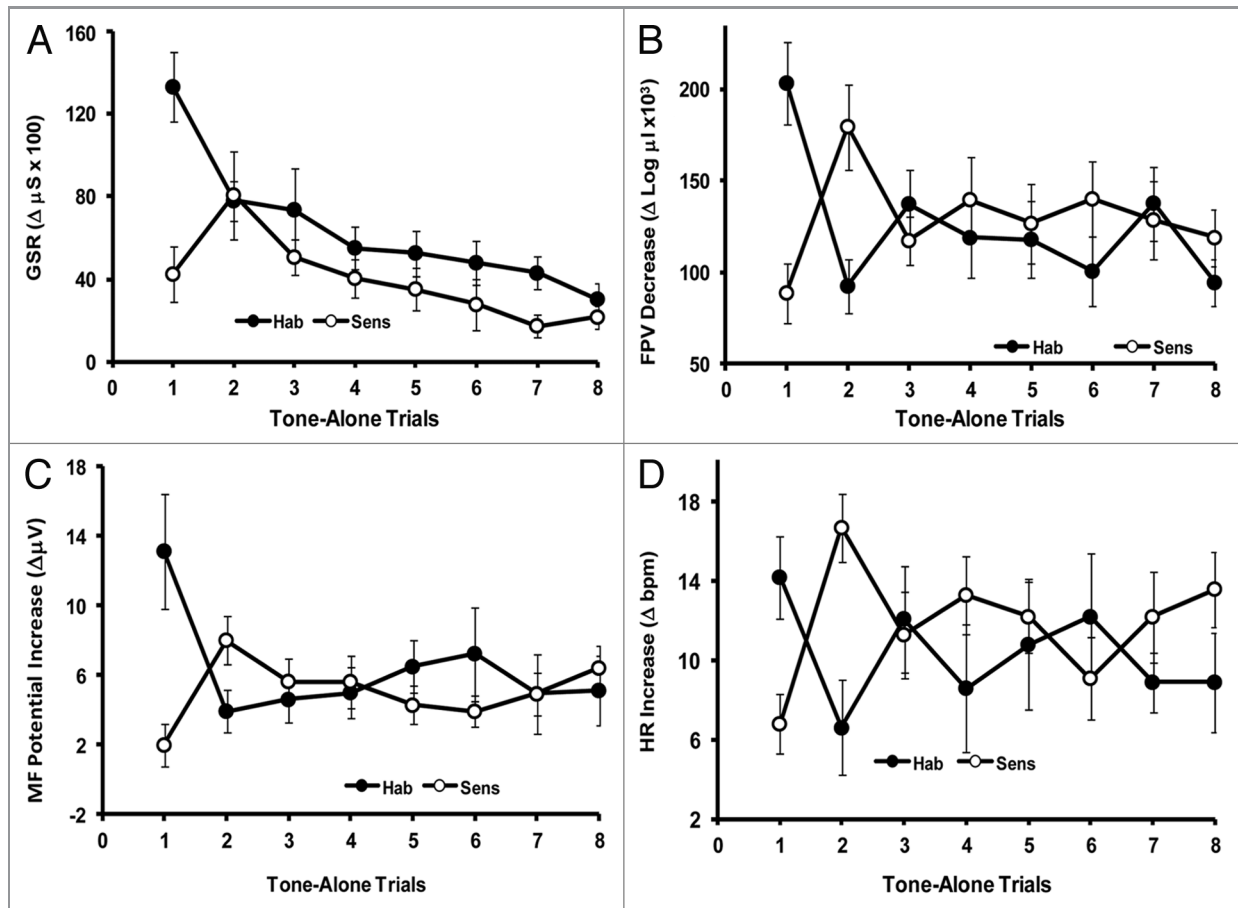 A
GSR (Δ µS x 100)
160
120
80
40
0
Hab Sens
0 1 2 3 4 5 6 7 8
Tone-Alone Trials
B
FPV Decrease (Δ Log µl x10³)
200
150
100
50
Hab Sens
0 1 2 3 4 5 6 7 8
Tone-Alone Trials
C
MF Potential Increase (ΔµV)
18
14
10
6
2
-2
Hab Sens
0 1 2 3 4 5 6 7 8
Tone-Alone Trials
D
HR Increase (Δ bpm)
18
14
10
6
2
Hab Sens
0 1 2 3 4 5 6 7 8
Tone-Alone Trials